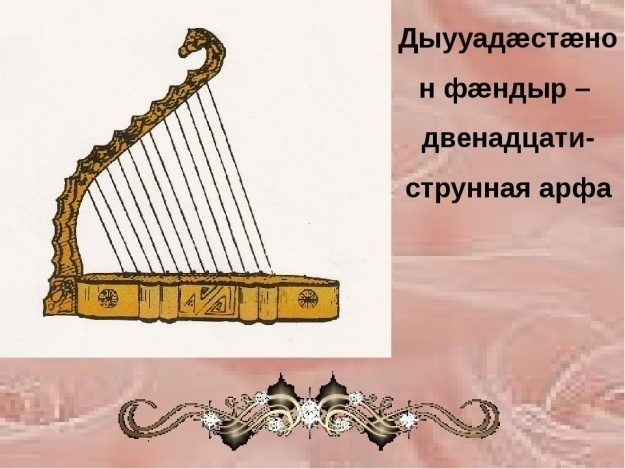 Дыууадæстæно
н фæндыр –
двенадцати-
струнная арфа